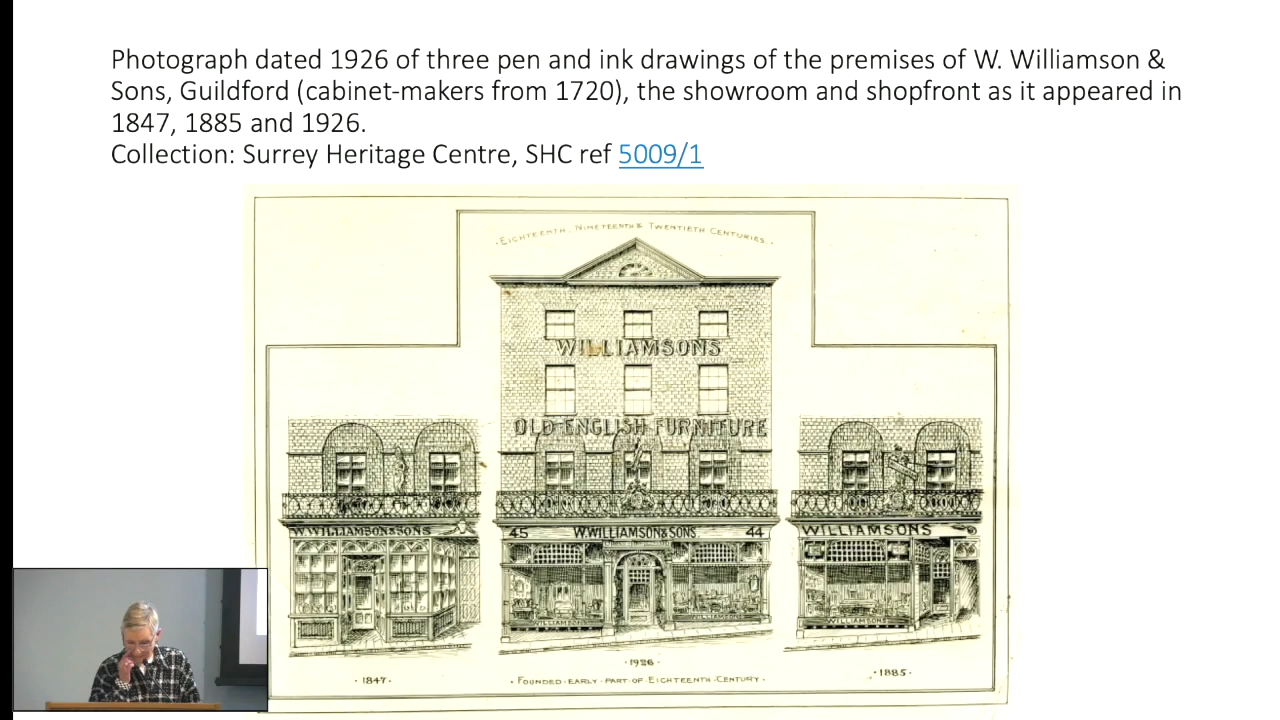 Photograph dated 1926 of three pen and ink drawings of the premises of W. Williamson &
Sons, Guildford (cabinet-makers from 1720), the showroom and shopfront as it appeared in
1847, 1885 and 1926.
Collection: Surrey Heritage Centre, SHC ref 5009/1
· EIGHTEENTH · NINETEENTH & TWENTIETH CENTURIES ·
WILLIAMSONS
OLD ENGLISH FURNITURE
W. WILLIAMSON & SONS
45 W. WILLIAMSON & SONS 44
WILLIAMSONS
WILLIAMSONS
WILLIAMSONS
WILLIAMSONS
· 1847 ·
· 1926 ·
· 1885 ·
· FOUNDED · EARLY · PART · OF · EIGHTEENTH · CENTURY ·